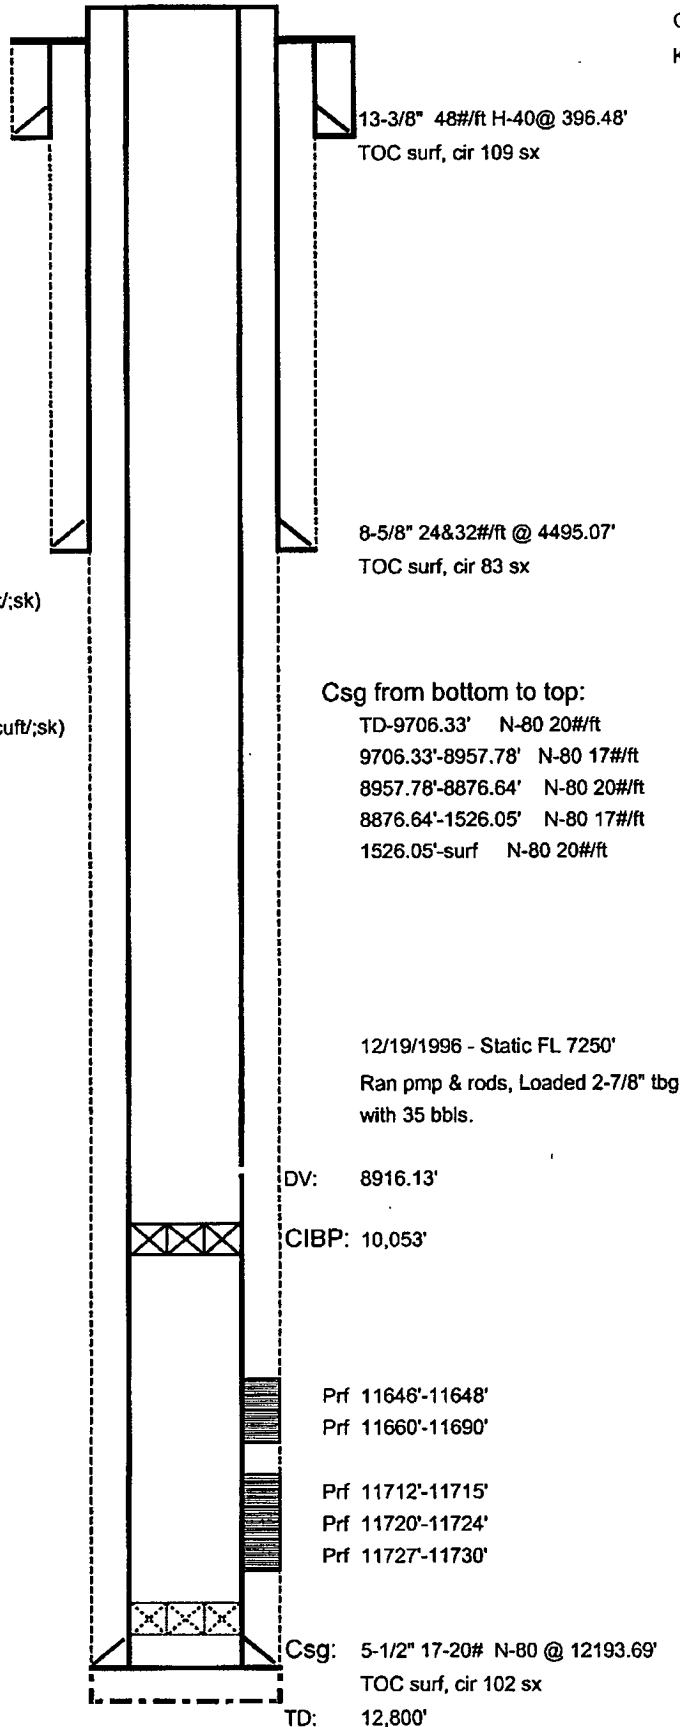 13-3/8" 48#/ft H-40@ 396.48'
TOC surf, cir 109 sx
8-5/8" 24&32#/ft @ 4495.07'
TOC surf, cir 83 sx
/;sk)
Csg from bottom to top:
TD-9706.33' N-80 20#/ft
cuft/;sk)
9706.33'-8957.78' N-80 17#/ft
8957.78'-8876.64' N-80 20#/ft
8876.64'-1526.05' N-80 17#/ft
1526.05'-surf N-80 20#/ft
12/19/1996 - Static FL 7250'
Ran pmp & rods, Loaded 2-7/8" tbg
with 35 bbls.
DV: 8916.13'
CIBP: 10,053'
Prf 11646'-11648'
Prf 11660'-11690'
Prf 11712'-11715'
Prf 11720'-11724'
Prf 11727'-11730'
Csg: 5-1/2" 17-20# N-80 @ 12193.69'
TOC surf, cir 102 sx
TD: 12,800'